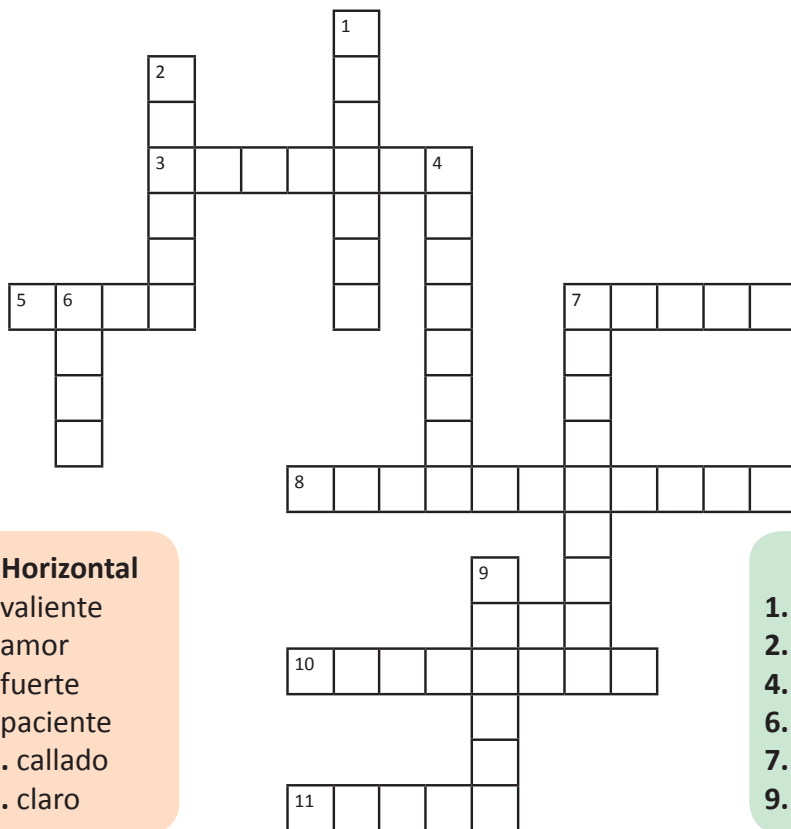 1
2
3 4
5 6 7
8
9
10
11
Horizontal
valiente
amor
fuerte
paciente
. callado
. claro
1.
2.
4.
6.
7.
9.